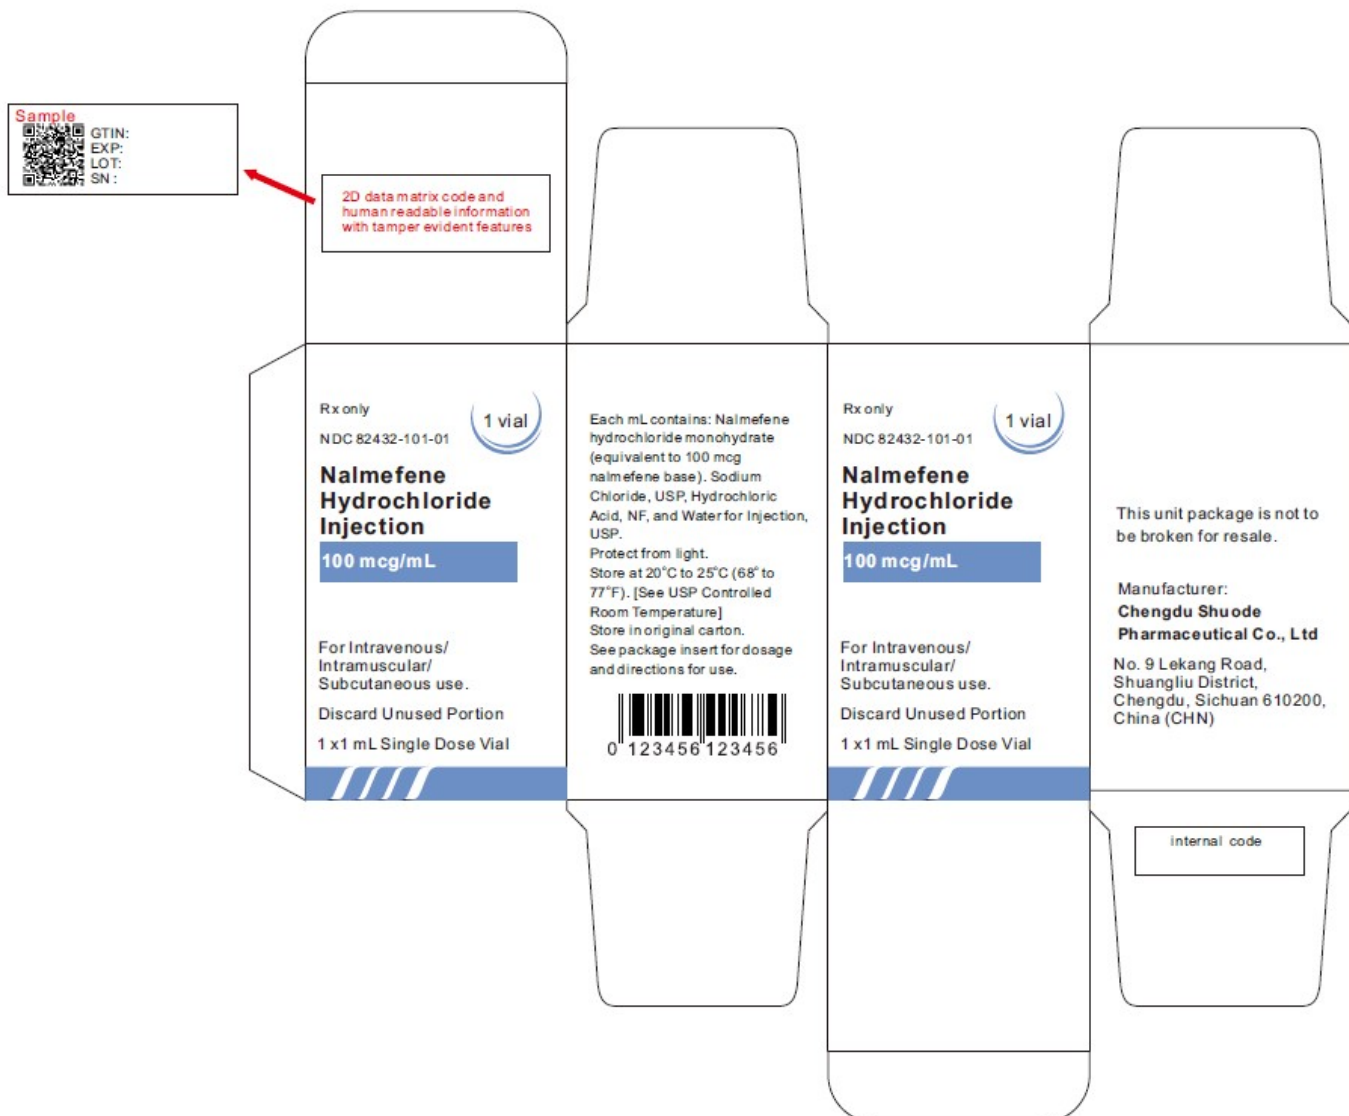 Sample
GTIN:
EXP:
LOT:
SN :
2D data matrix code and
human readable information
with tamper evident features
Rx only
NDC 82432-101-01
1 vial
Nalmefene
Hydrochloride
Injection
100 mcg/mL
For Intravenous/
Intramuscular/
Subcutaneous use.
Discard Unused Portion
1 x1 mL Single Dose Vial
Each mL contains: Nalmefene
hydrochloride monohydrate
(equivalent to 100 mcg
nalmefene base). Sodium
Chloride, USP, Hydrochloric
Acid, NF, and Water for Injection,
USP.
Protect from light.
Store at 20°C to 25°C (68° to
77°F). [See USP Controlled
Room Temperature]
Store in original carton.
See package insert for dosage
and directions for use.
0 123456 123456
Rx only
NDC 82432-101-01
1 vial
Nalmefene
Hydrochloride
Injection
100 mcg/mL
For Intravenous/
Intramuscular/
Subcutaneous use.
Discard Unused Portion
1 x1 mL Single Dose Vial
This unit package is not to
be broken for resale.
Manufacturer:
Chengdu Shuode
Pharmaceutical Co., Ltd
No. 9 Lekang Road,
Shuangliu District,
Chengdu, Sichuan 610200,
China (CHN)
internal code